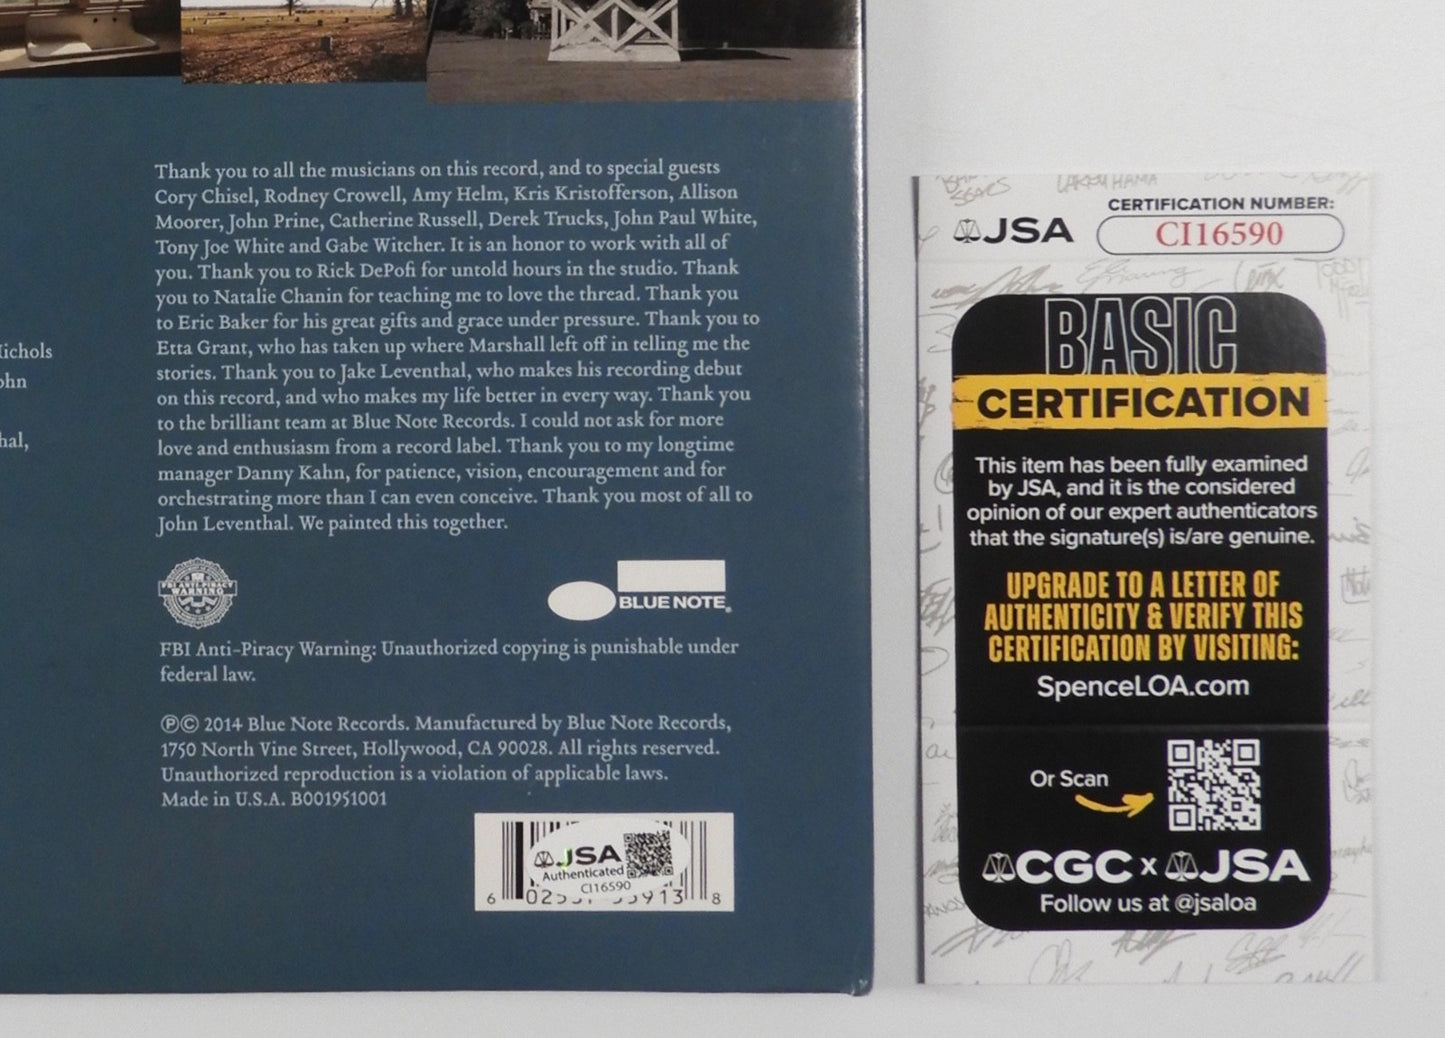 Thank you to all the musicians on this record, and to special guests
Cory Chisel, Rodney Crowell, Amy Helm, Kris Kristofferson, Allison
Moorer, John Prine, Catherine Russell, Derek Trucks, John Paul White,
Tony Joe White and Gabe Witcher. It is an honor to work with all of
you. Thank you to Rick DePofi for untold hours in the studio. Thank
you to Natalie Chanin for teaching me to love the thread. Thank you
to Eric Baker for his great gifts and grace under pressure. Thank you to
Etta Grant, who has taken up where Marshall left off in telling me the
stories. Thank you to Jake Leventhal, who makes his recording debut
on this record, and who makes my life better in every way. Thank you
to the brilliant team at Blue Note Records. I could not ask for more
love and enthusiasm from a record label. Thank you to my longtime
manager Danny Kahn, for patience, vision, encouragement and for
orchestrating more than I can even conceive. Thank you most of all to
John Leventhal. We painted this together.
ichols
ohn
hal,
FBI ANTI-PIRACY
WARNING
BLUE NOTE®
FBI Anti-Piracy Warning: Unauthorized copying is punishable under
federal law.
℗© 2014 Blue Note Records. Manufactured by Blue Note Records,
1750 North Vine Street, Hollywood, CA 90028. All rights reserved.
Unauthorized reproduction is a violation of applicable laws.
Made in U.S.A. B001951001
JSA
Authenticated
CI16590
6 913 8
JSA
CERTIFICATION NUMBER:
CI16590
BASIC
CERTIFICATION
This item has been fully examined
by JSA, and it is the considered
opinion of our expert authenticators
that the signature(s) is/are genuine.
UPGRADE TO A LETTER OF
AUTHENTICITY & VERIFY THIS
CERTIFICATION BY VISITING:
SpenceLOA.com
Or Scan
CGC x JSA
Follow us at @jsaloa